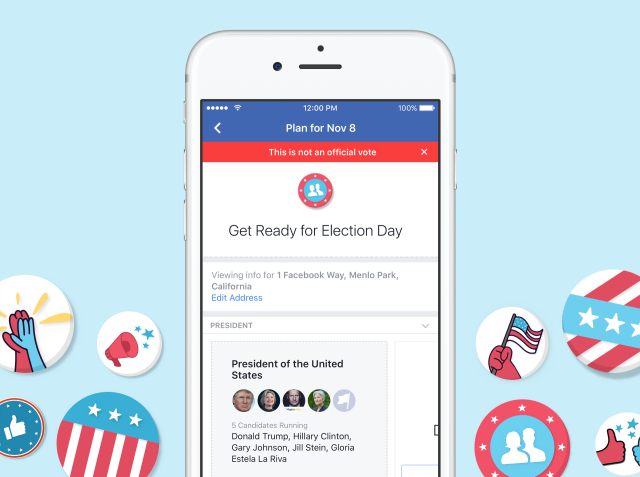 12:00 PM
100%
Plan for Nov 8
This is not an official vote
Get Ready for Election Day
Viewing info for 1 Facebook Way, Menlo Park,
California
Edit Address
PRESIDENT
President of the United
States
5 Candidates Running
Donald Trump, Hillary Clinton,
Gary Johnson, Jill Stein, Gloria
Estela La Riva